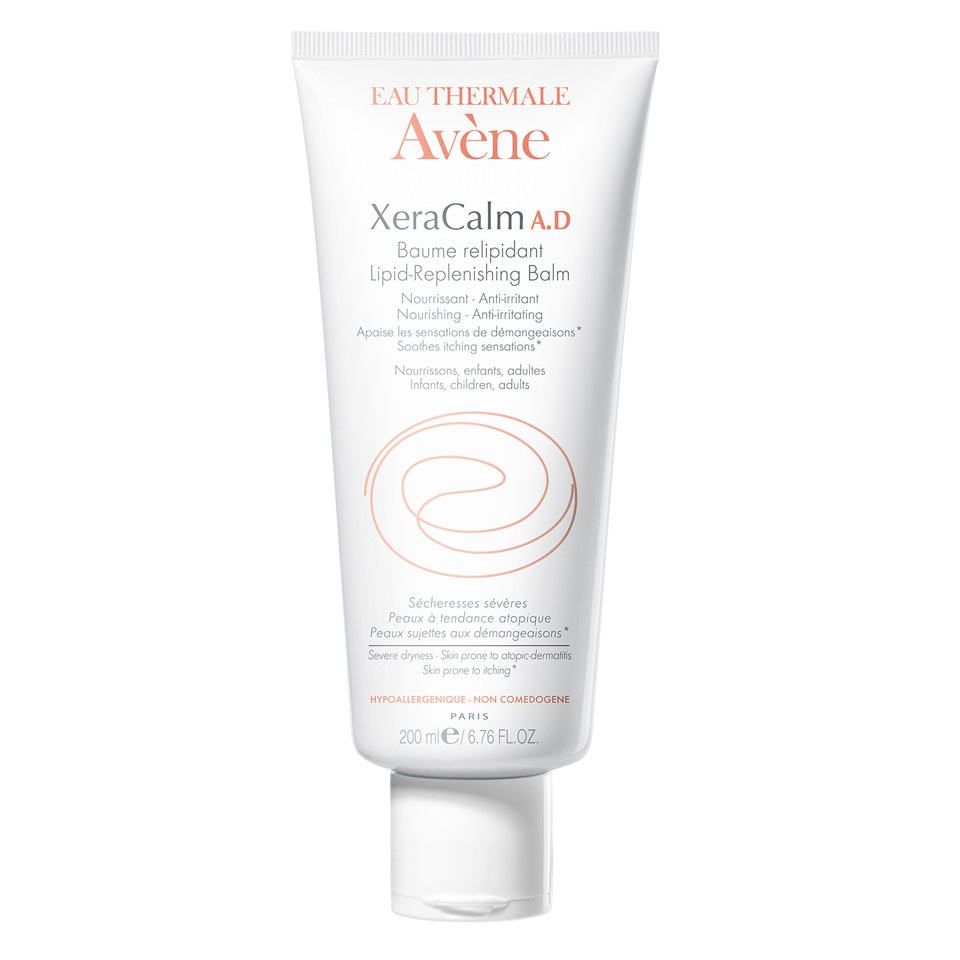 EAU THERMALE
Avène
XeraCalm A.D
Baume relipidant
Lipid-Replenishing Balm
Nourrissant - Anti-irritant
Nourishing - Anti-irritating
Apaise les sensations de démangeaisons*
Soothes itching sensations*
Nourrissons, enfants, adultes
Infants, children, adults
Sécheresses sévères
Peaux à tendance atopique
Peaux sujettes aux démangeaisons*
Severe dryness - Skin prone to atopic-dermatitis
Skin prone to itching*
HYPOALLERGENIQUE - NON COMEDOGENE
PARIS
200 ml e / 6.76 FL.OZ.